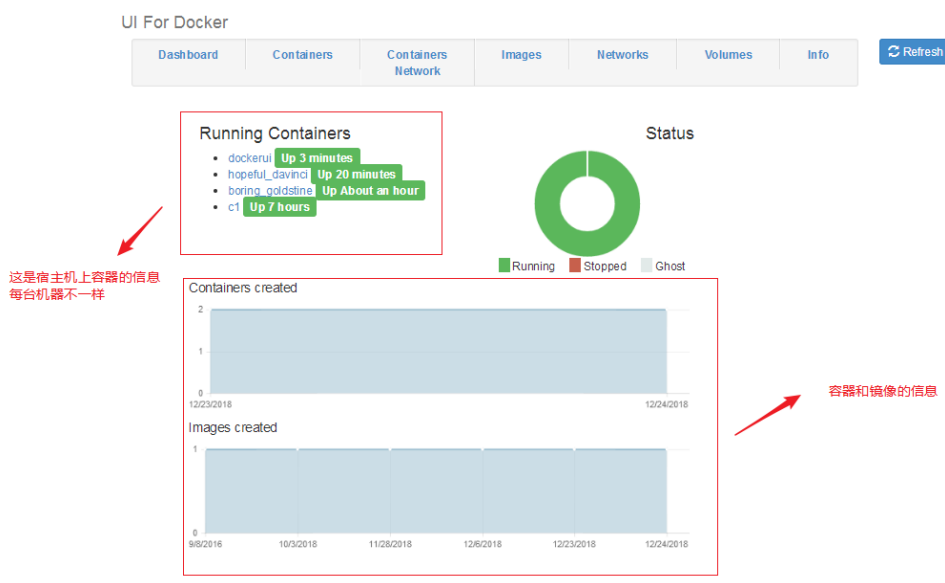 UI For Docker
Dashboard
Containers
Containers
Network
Images
Networks
Volumes
Info
Refresh
Running Containers
dockerui Up 3 minutes
hopeful_davinci Up 20 minutes
boring_goldstine Up About an hour
c1 Up 7 hours
Status
Running Stopped Ghost
这是宿主机上容器的信息
每台机器不一样
Containers created
2
1
0
12/23/2018 12/24/2018
容器和镜像的信息
Images created
1
0
9/8/2016 10/3/2018 11/28/2018 12/6/2018 12/23/2018 12/24/2018